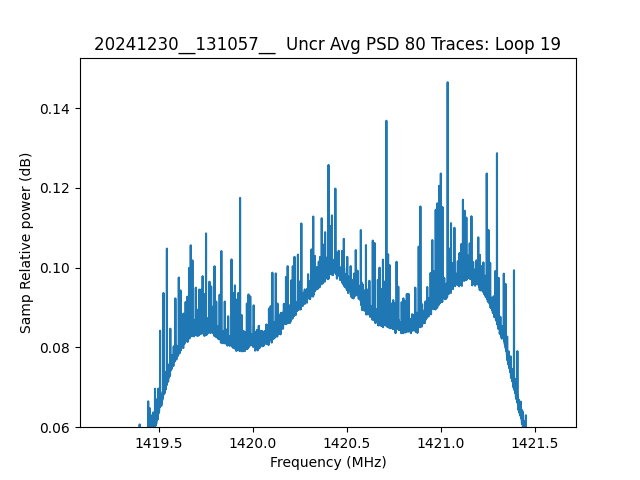 20241230__131057__  Uncr Avg PSD 80 Traces: Loop 19
Samp Relative power (dB)
0.14
0.12
0.10
0.08
0.06
1419.5 1420.0 1420.5 1421.0 1421.5
Frequency (MHz)